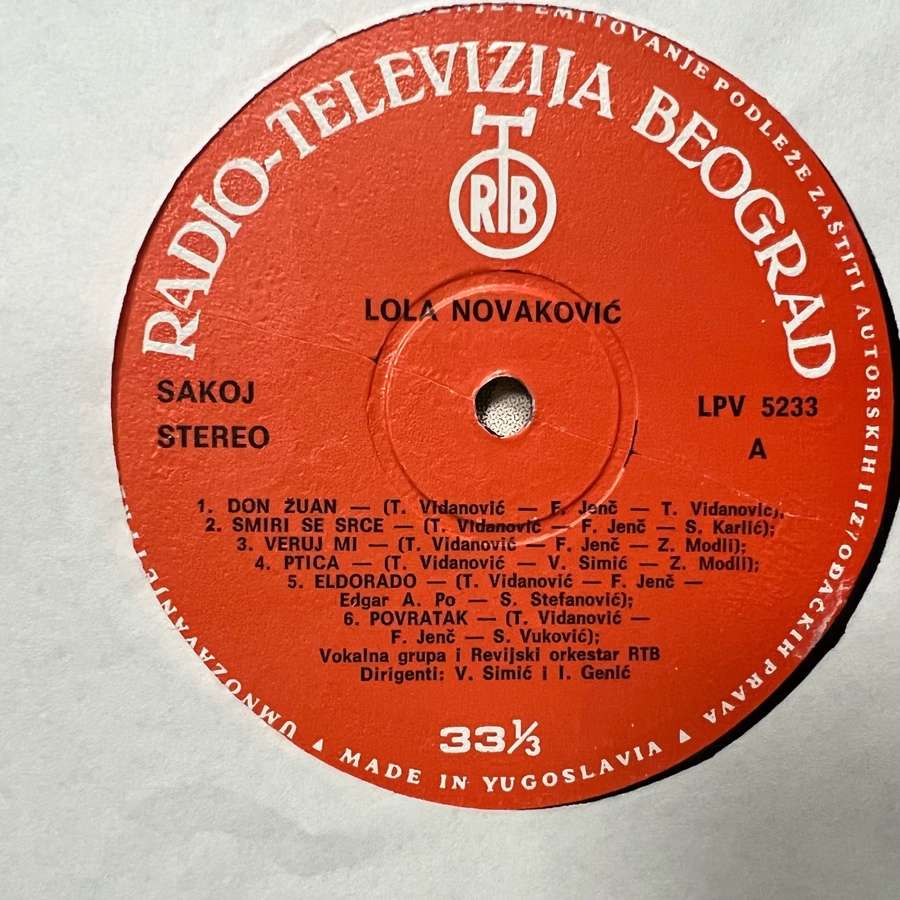 RADIO-TELEVIZIJA BEOGRAD
RTB
LOLA NOVAKOVIĆ
SAKOJ
STEREO
LPV 5233
A
1. DON ŽUAN — (T. Vidanović — F. Jenč — T. Vidanović);
2. SMIRI SE SRCE — (T. Vidanović — F. Jenč — S. Karlić);
3. VERUJ MI — (T. Vidanović — F. Jenč — Z. Modli);
4. PTICA — (T. Vidanović — V. Simić — Z. Modli);
5. ELDORADO — (T. Vidanović — F. Jenč —
Edgar A. Po — S. Stefanović);
6. POVRATAK — (T. Vidanović —
F. Jenč — S. Vuković);
Vokalna grupa i Revijski orkestar RTB
Dirigenti: V. Simić i I. Genić
33⅓
UMNOŽAVANJE EMITOVANJE PODLEŽE ZAŠTITI AUTORSKIH I IZVOĐAČKIH PRAVA ▲ MADE IN YUGOSLAVIA ▲